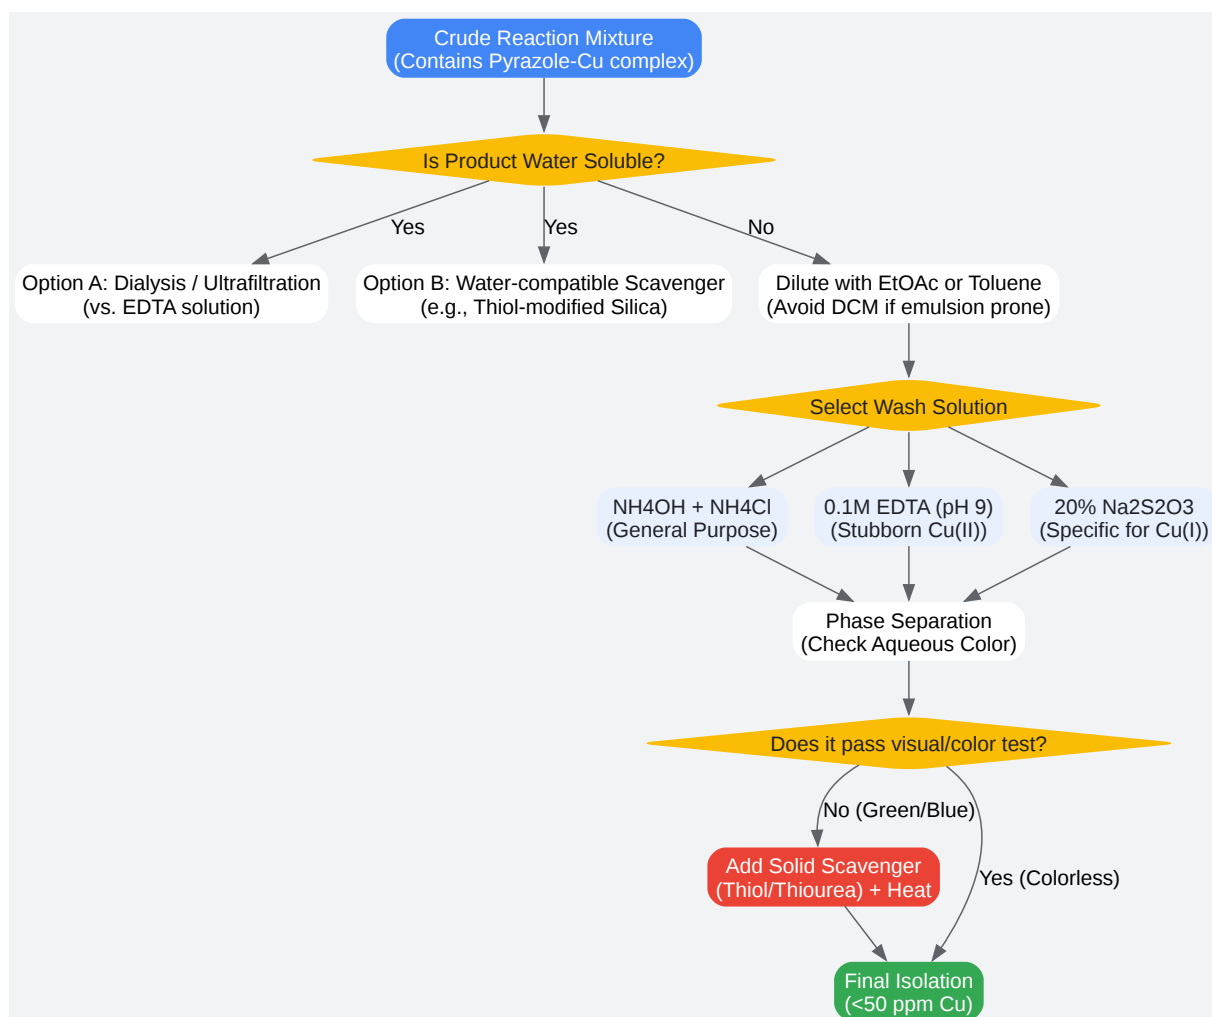 Crude Reaction Mixture
(Contains Pyrazole-Cu complex)
Is Product Water Soluble?
Yes
Yes
No
Option A: Dialysis / Ultrafiltration
(vs. EDTA solution)
Option B: Water-compatible Scavenger
(e.g., Thiol-modified Silica)
Dilute with EtOAc or Toluene
(Avoid DCM if emulsion prone)
Select Wash Solution
NH4OH + NH4Cl
(General Purpose)
0.1M EDTA (pH 9)
(Stubborn Cu(II))
20% Na2S2O3
(Specific for Cu(I))
Phase Separation
(Check Aqueous Color)
Does it pass visual/color test?
No (Green/Blue)
Yes (Colorless)
Add Solid Scavenger
(Thiol/Thiourea) + Heat
Final Isolation
(<50 ppm Cu)